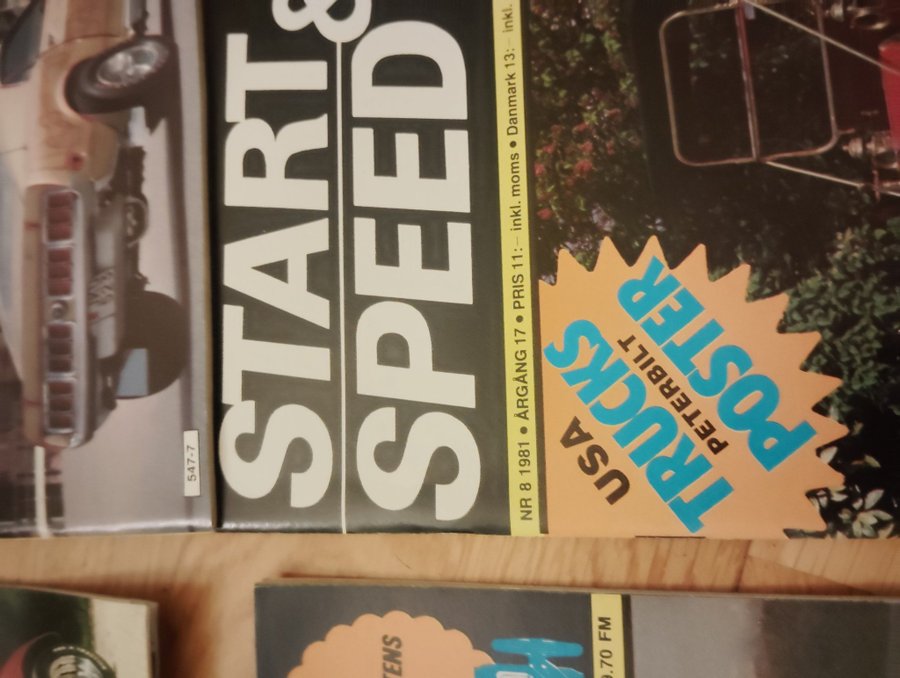 547-7
START &
SPEED
NR 8 1981 • ÅRGÅNG 17 • PRIS 11:– inkl. moms • Danmark 13:– inkl.
USA
TRUCKS
PETERBILT
POSTER
TENS
9.70 FM